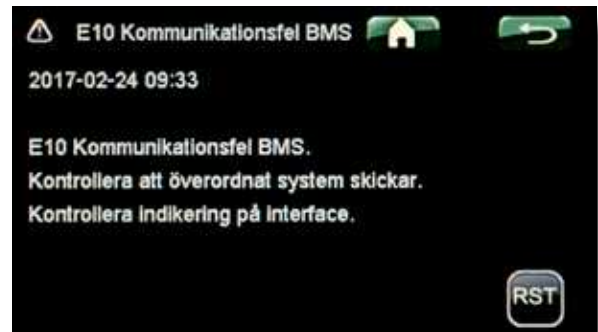 E10 Kommunikationsfel BMS
2017-02-24 09:33
E10 Kommunikationsfel BMS.
Kontrollera att överordnat system skickar.
Kontrollera indikering på interface.
RST